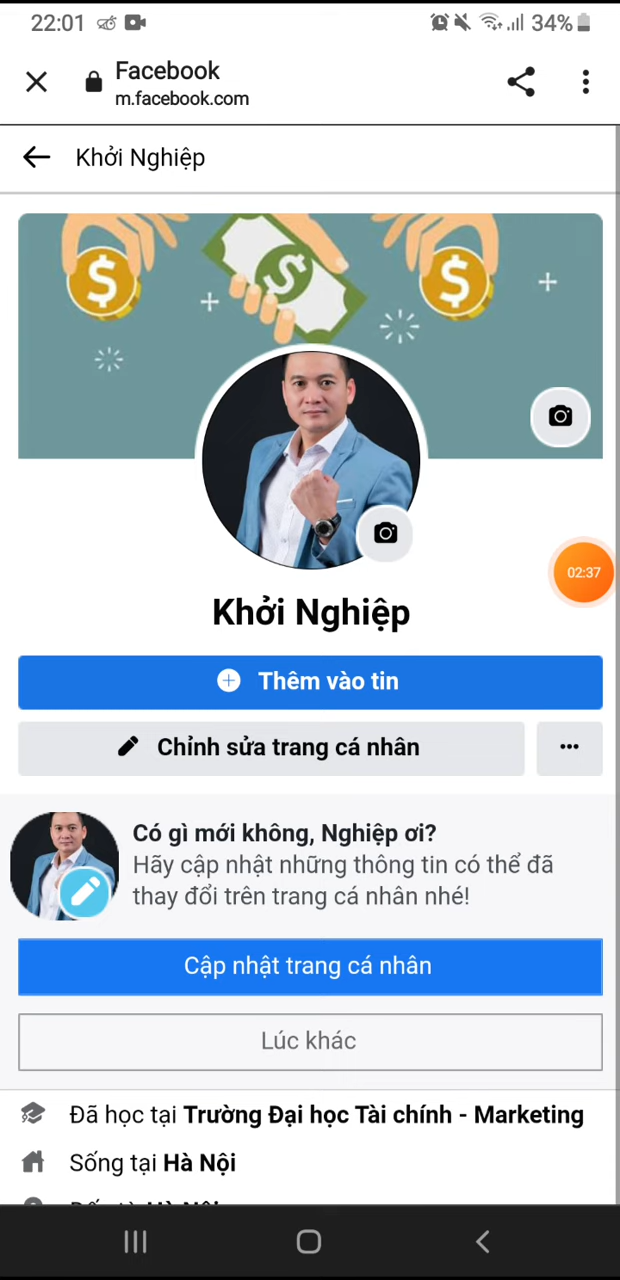 22:01
34%
Facebook
m.facebook.com
Khởi Nghiệp
$ $ $
02:37
Khởi Nghiệp
Thêm vào tin
Chỉnh sửa trang cá nhân
Có gì mới không, Nghiệp ơi?
Hãy cập nhật những thông tin có thể đã
thay đổi trên trang cá nhân nhé!
Cập nhật trang cá nhân
Lúc khác
Đã học tại Trường Đại học Tài chính - Marketing
Sống tại Hà Nội